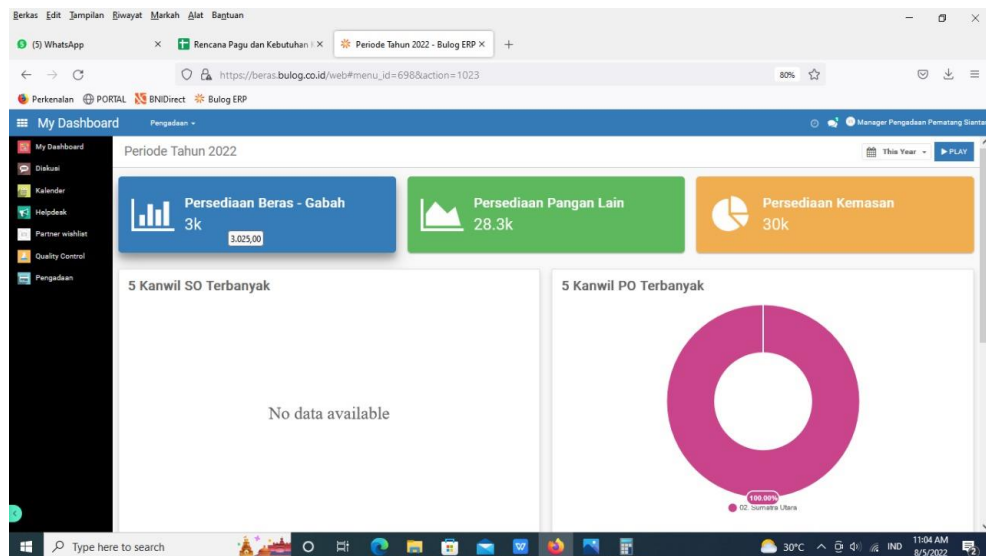 Berkas Edit Tampilan Riwayat Markah Alat Bantuan
(5) WhatsApp
Rencana Pagu dan Kebutuhan
Periode Tahun 2022 - Bulog ERP
https://beras.bulog.co.id/web#menu_id=698&action=1023
80%
Perkenalan PORTAL BNIDirect Bulog ERP
My Dashboard Pengadaan
Manager Pengadaan Pematang Siantar
My Dashboard
Diskusi
Kalender
Helpdesk
Partner wishlist
Quality Control
Pengadaan
Periode Tahun 2022
This Year PLAY
Persediaan Beras - Gabah
3k
3.025,00
Persediaan Pangan Lain
28.3k
Persediaan Kemasan
30k
5 Kanwil SO Terbanyak
No data available
5 Kanwil PO Terbanyak
100.00%
02. Sumatra Utara
Type here to search
30°C
IND
11:04 AM
8/5/2022